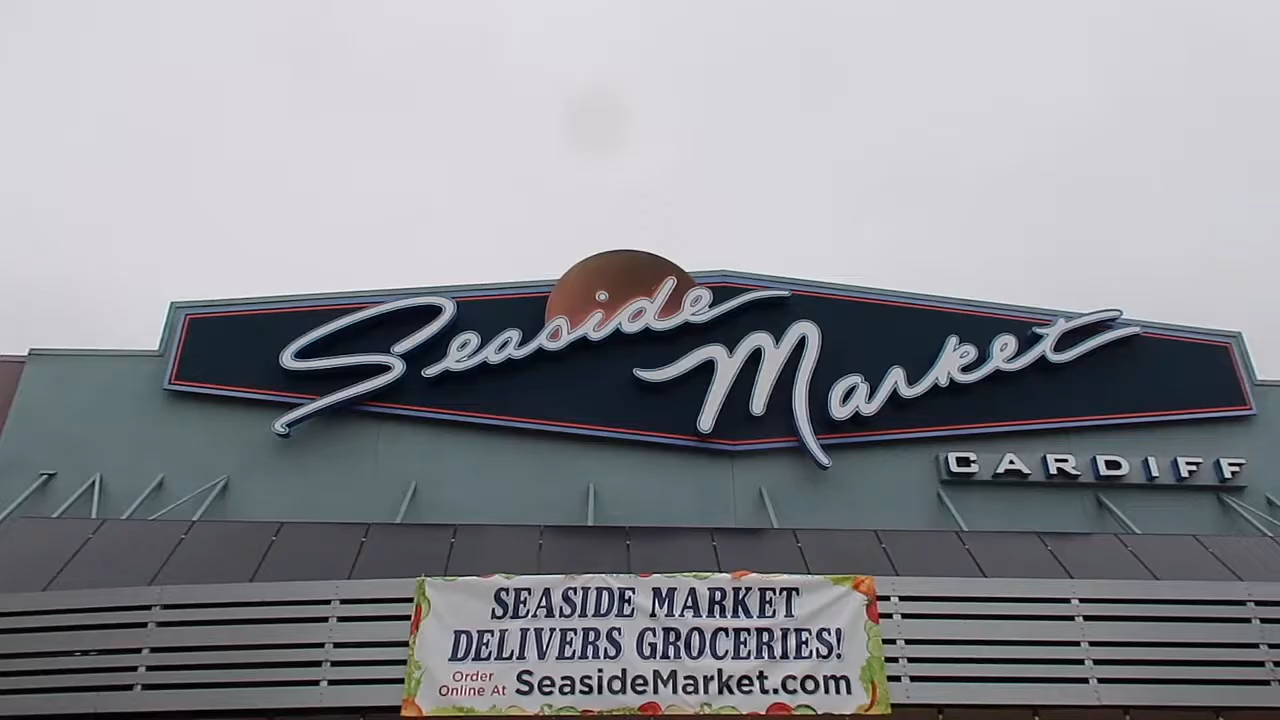 Seaside
Market
CARDIFF
SEASIDE MARKET
DELIVERS GROCERIES!
Order
Online At SeasideMarket.com